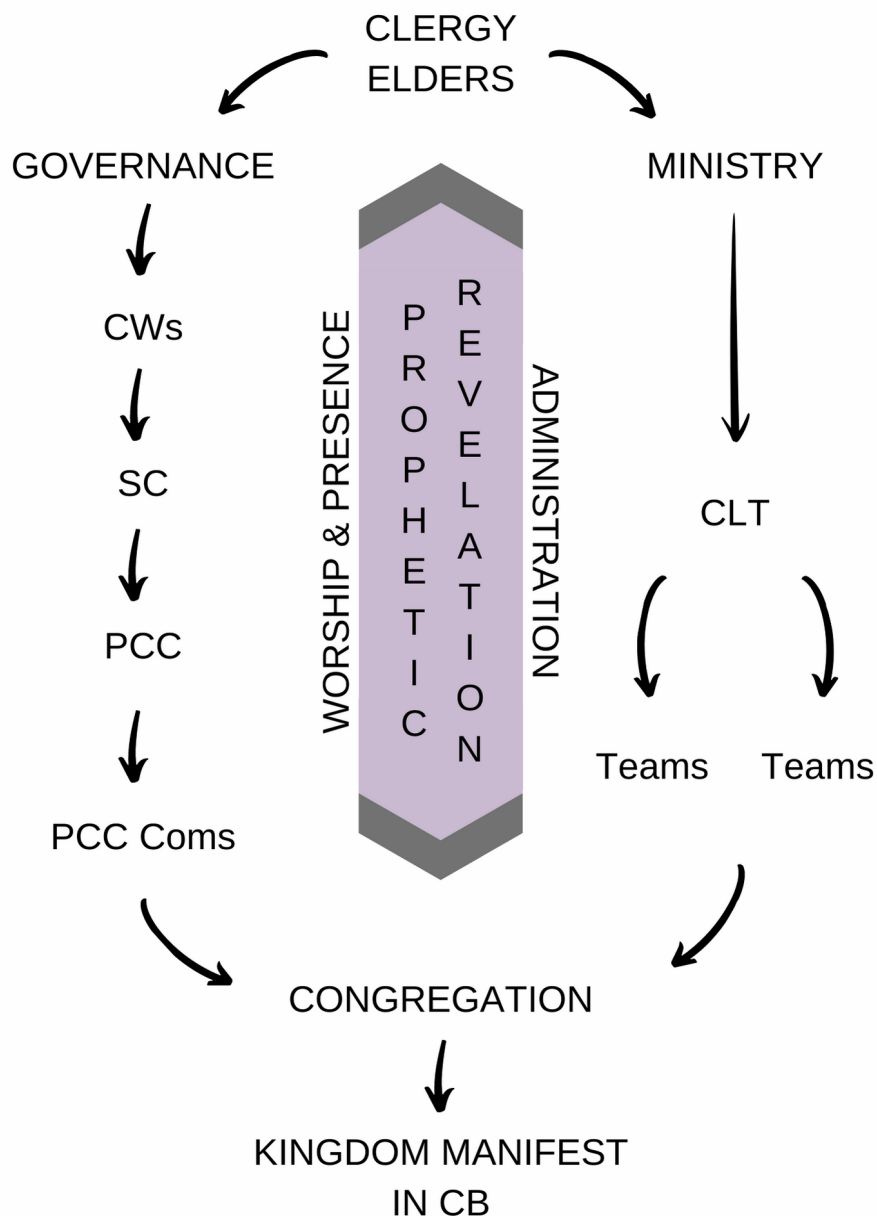 CLERGY
ELDERS
GOVERNANCE
MINISTRY
CWs
SC
PCC
PCC Coms
WORSHIP & PRESENCE
PROPHETIC
REVELATION
ADMINISTRATION
CLT
Teams
Teams
CONGREGATION
KINGDOM MANIFEST
IN CB